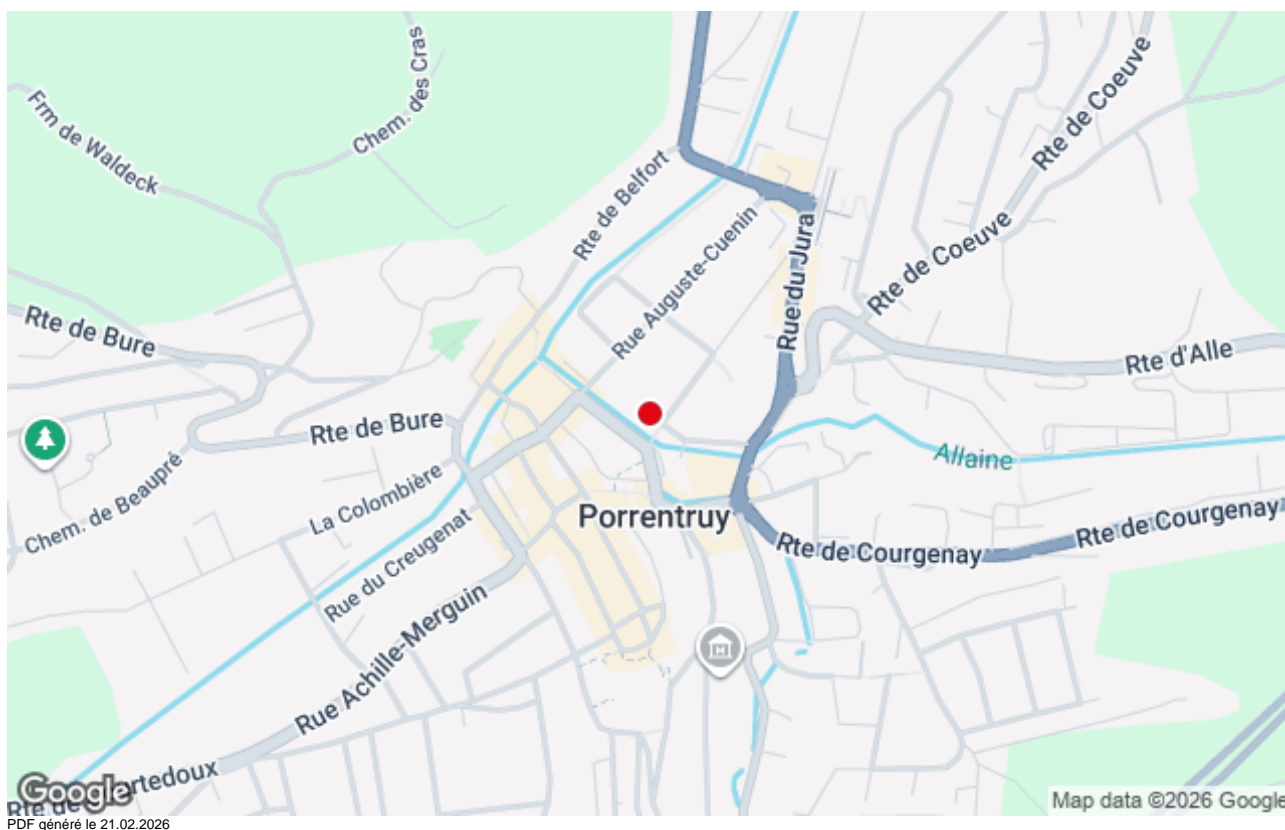 Frm de Waldeck
Chem. des Cras
Rte de Belfort
Rue Auguste-Cuenin
Rue du Jura
Rte de Coeuve
Rte de Coeuve
Rte d'Alle
Rte de Bure
Rte de Bure
Chem. de Beaupré
La Colombière
Rue du Creugenat
Rue Achille-Merguin
Allaine
Porrentruy
Rte de Courgenay
Rte de Courgenay
Google
Map data ©2026 Google
PDF généré le 21.02.2026